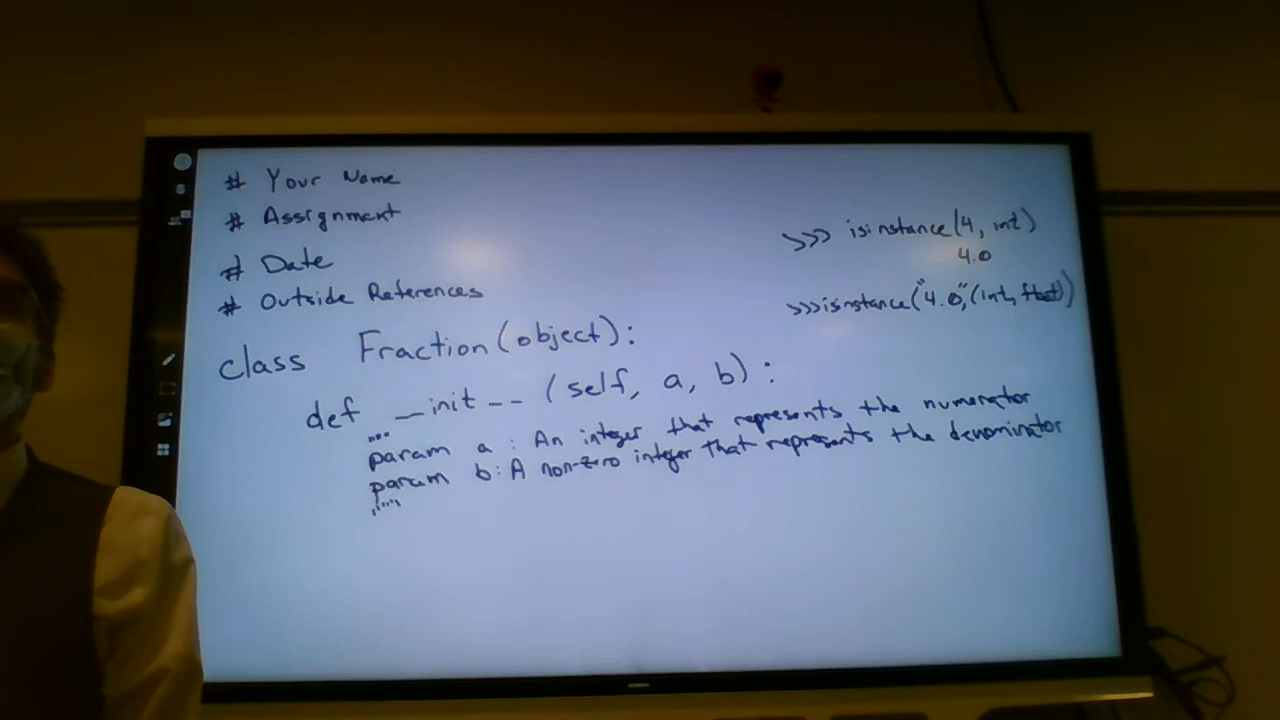 # Your Name
# Assignment
# Date
# Outside References
class Fraction(object):
def __init__(self, a, b):
"""
param a: An integer that represents the numerator
param b: A non-zero integer that represents the denominator
"""
>>> isinstance(4, int)
4.0
>>>isinstance("4.0",(int, float))